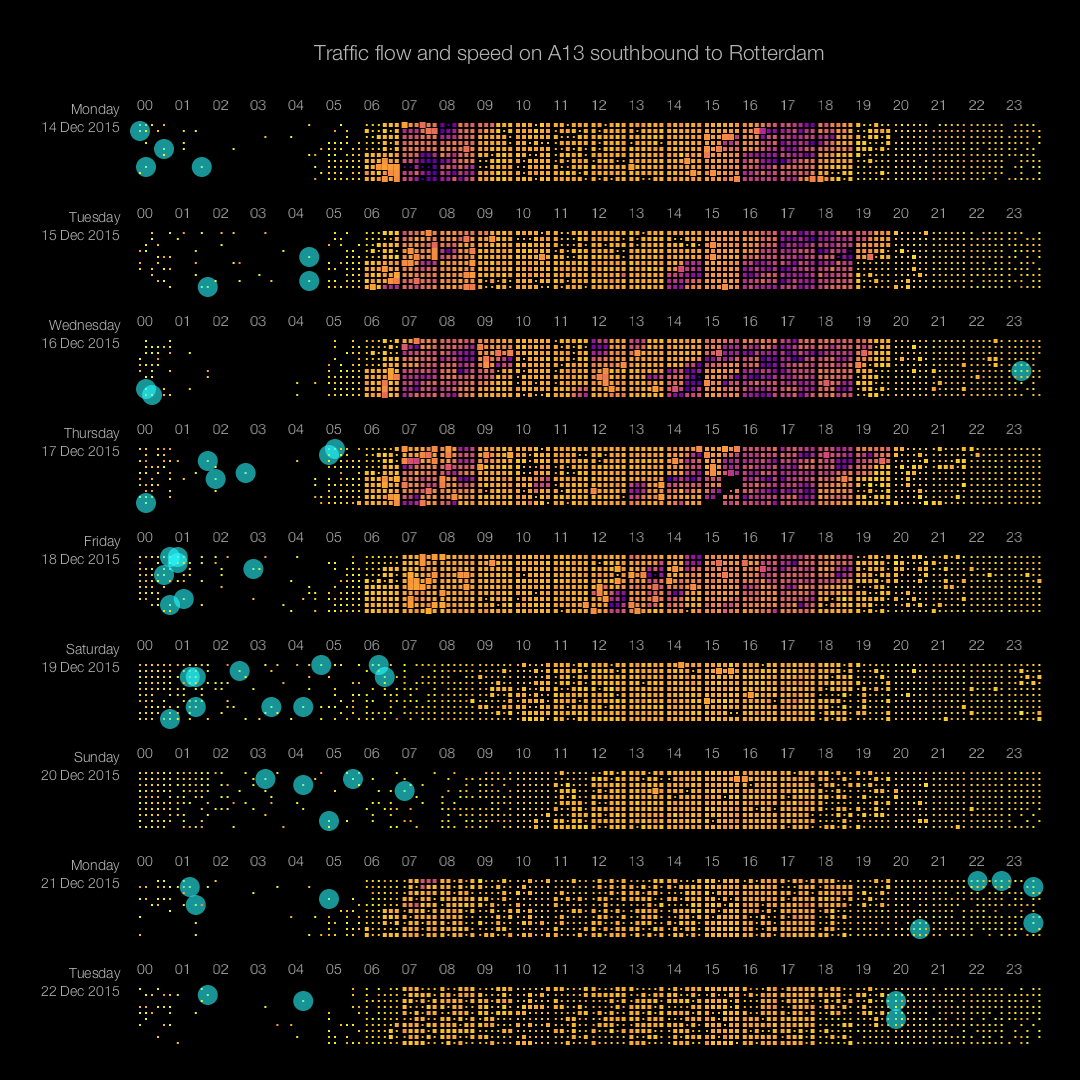 Traffic flow and speed on A13 southbound to Rotterdam
Monday 00 01 02 03 04 05 06 07 08 09 10 11 12 13 14 15 16 17 18 19 20 21 22 23
14 Dec 2015
Tuesday 00 01 02 03 04 05 06 07 08 09 10 11 12 13 14 15 16 17 18 19 20 21 22 23
15 Dec 2015
Wednesday 00 01 02 03 04 05 06 07 08 09 10 11 12 13 14 15 16 17 18 19 20 21 22 23
16 Dec 2015
Thursday 00 01 02 03 04 05 06 07 08 09 10 11 12 13 14 15 16 17 18 19 20 21 22 23
17 Dec 2015
Friday 00 01 02 03 04 05 06 07 08 09 10 11 12 13 14 15 16 17 18 19 20 21 22 23
18 Dec 2015
Saturday 00 01 02 03 04 05 06 07 08 09 10 11 12 13 14 15 16 17 18 19 20 21 22 23
19 Dec 2015
Sunday 00 01 02 03 04 05 06 07 08 09 10 11 12 13 14 15 16 17 18 19 20 21 22 23
20 Dec 2015
Monday 00 01 02 03 04 05 06 07 08 09 10 11 12 13 14 15 16 17 18 19 20 21 22 23
21 Dec 2015
Tuesday 00 01 02 03 04 05 06 07 08 09 10 11 12 13 14 15 16 17 18 19 20 21 22 23
22 Dec 2015